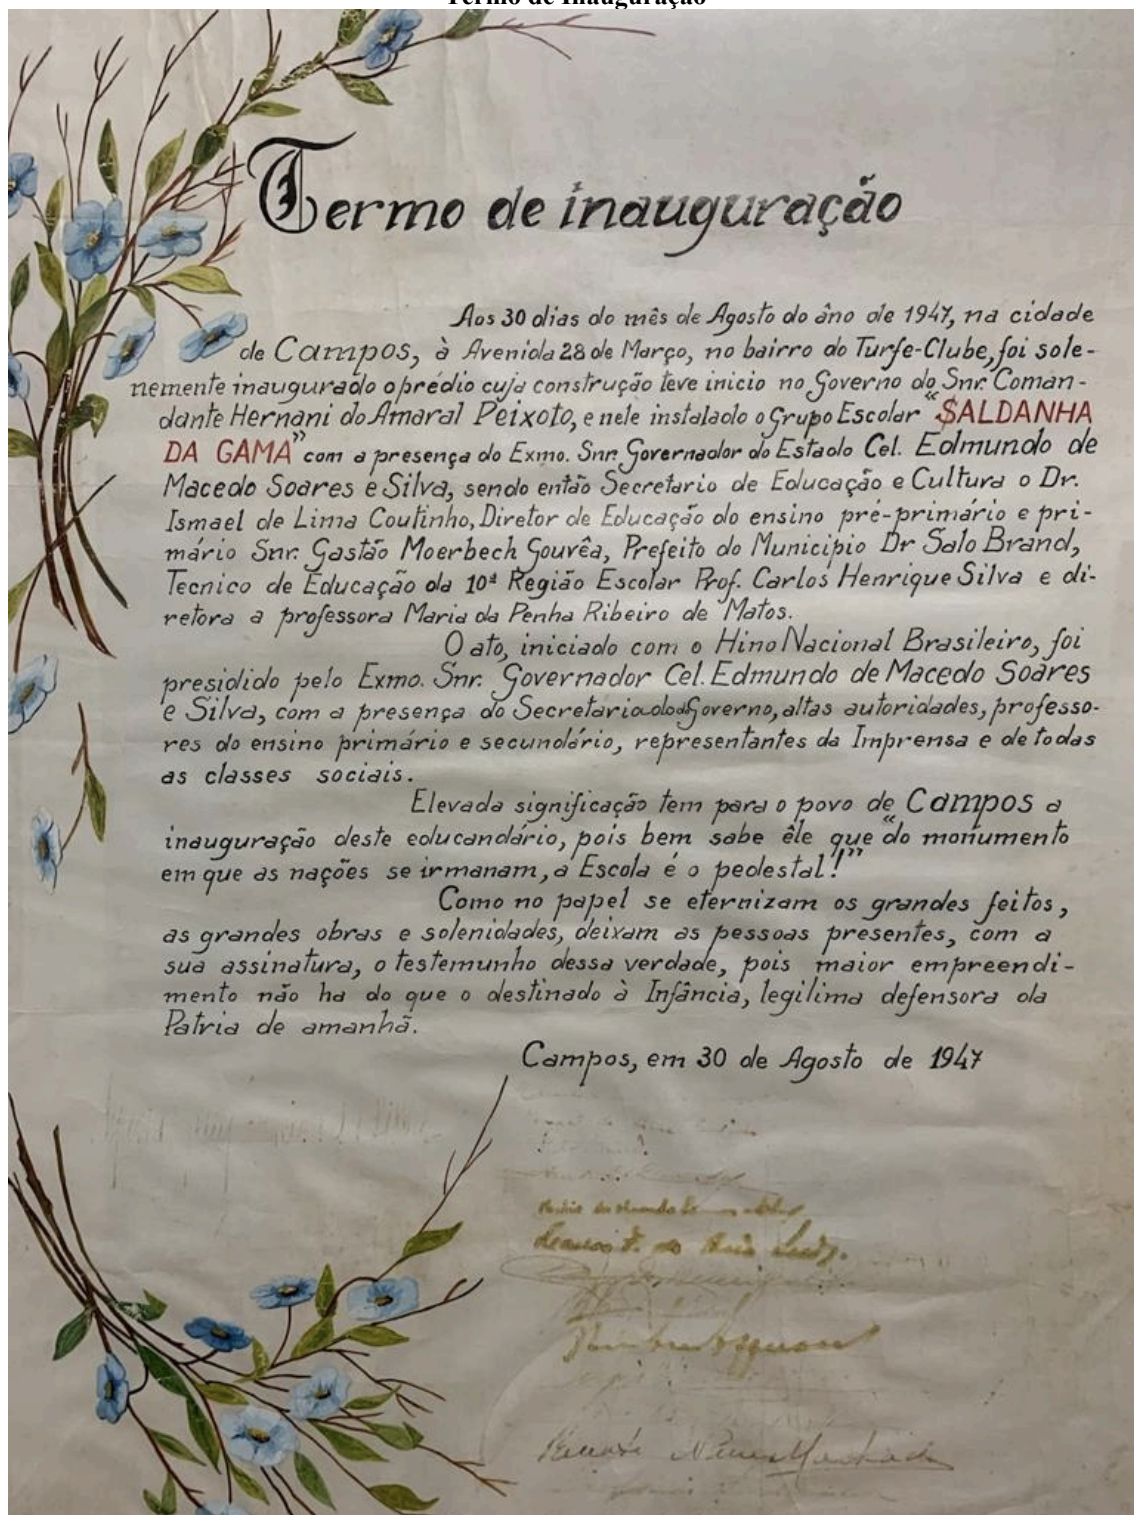 Termo de Inauguração
Termo de inauguração
Aos 30 dias do mês de Agosto do âno de 1947, na cidade
de Campos, à Avenida 28 de Março, no bairro do Turfe-Clube, foi sole-
nemente inaugurado o prédio cuja construção teve inicio no Governo do Snr. Coman-
dante Hernani do Amaral Peixoto, e nele instalado o Grupo Escolar “SALDANHA
DA GAMA” com a presença do Exmo. Snr. Governador do Estado Cel. Edmundo de
Macedo Soares e Silva, sendo então Secretario de Educação e Cultura o Dr.
Ismael de Lima Coutinho, Diretor de Educação do ensino pré-primário e pri-
mário Snr. Gastão Moerbech Gouvêa, Prefeito do Municipio Dr Salo Brand,
Tecnico de Educação da 10ª Região Escolar Prof. Carlos Henrique Silva e di-
retora a professora Maria da Penha Ribeiro de Matos.
O ato, iniciado com o Hino Nacional Brasileiro, foi
presidido pelo Exmo. Snr. Governador Cel. Edmundo de Macedo Soares
e Silva, com a presença do Secretariado do Governo, altas autoridades, professo-
res do ensino primário e secundário, representantes da Imprensa e de todas
as classes sociais.
Elevada significação tem para o povo de Campos a
inauguração deste educandário, pois bem sabe êle que “do monumento
em que as nações se irmanam, a Escola é o pedestal!”
Como no papel se eternizam os grandes feitos,
as grandes obras e solenidades, deixam as pessoas presentes, com a
sua assinatura, o testemunho dessa verdade, pois maior empreendi-
mento não ha do que o destinado à Infância, legitima defensora da
Patria de amanhã.
Campos, em 30 de Agosto de 1947